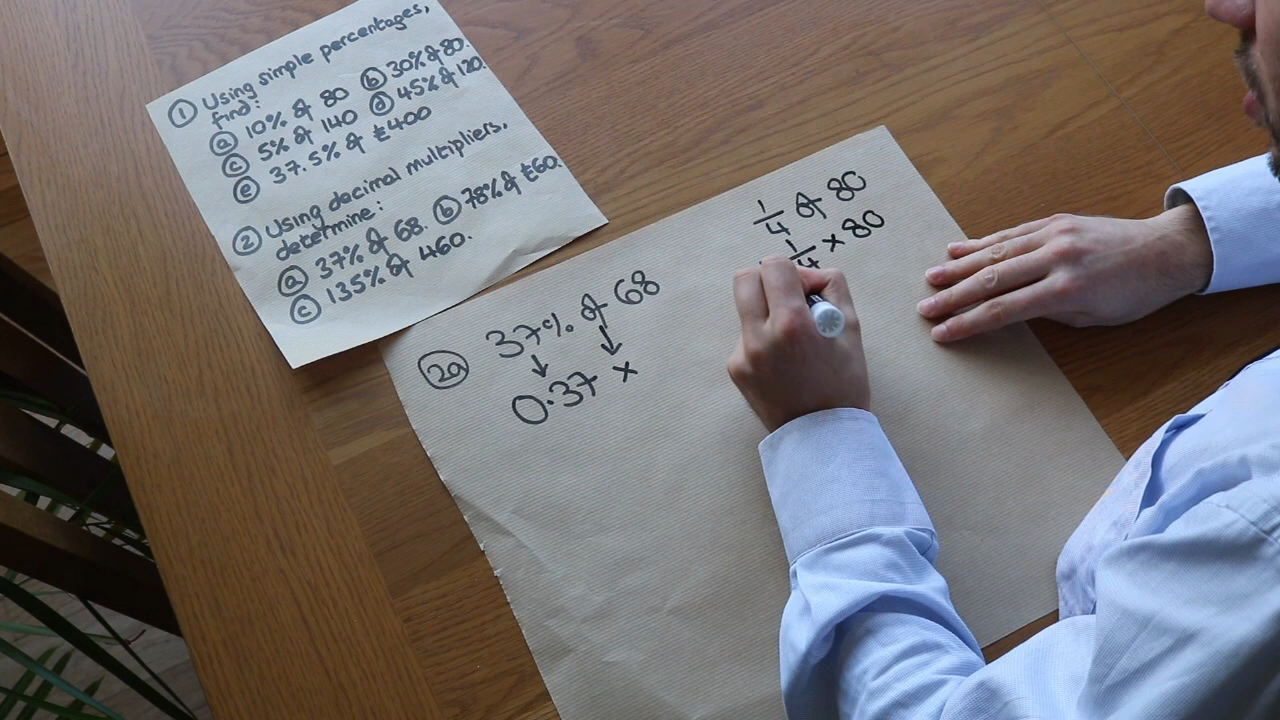 ① Using simple percentages,
find:
ⓐ 10% of 80 ⓑ 30% of 80.
ⓒ 5% of 140 ⓓ 45% of 120.
ⓔ 37.5% of £400
② Using decimal multipliers,
determine:
ⓐ 37% of 68. ⓑ 78% of £60.
ⓒ 135% of 460.
2a 37% of 68
↓ ↓
0.37 ×
1/4 of 80
1/4 × 80